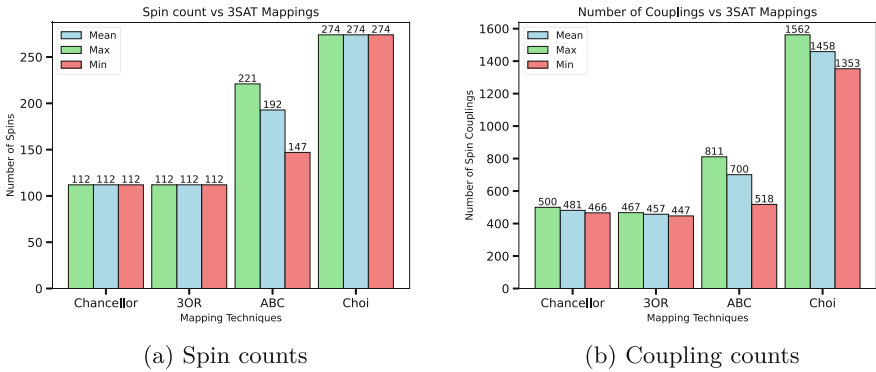 Spin count vs 3SAT Mappings
Number of Spins
250
200
150
100
50
0
Mean
Max
Min
112 112 112
112 112 112
221
192
147
274 274 274
Chancellor 3OR ABC Choi
Mapping Techniques
(a) Spin counts
Number of Couplings vs 3SAT Mappings
Number of Spin Couplings
1600
1400
1200
1000
800
600
400
200
0
Mean
Max
Min
500
481
466
467
457
447
811
700
518
1562
1458
1353
Chancellor 3OR ABC Choi
Mapping Techniques
(b) Coupling counts